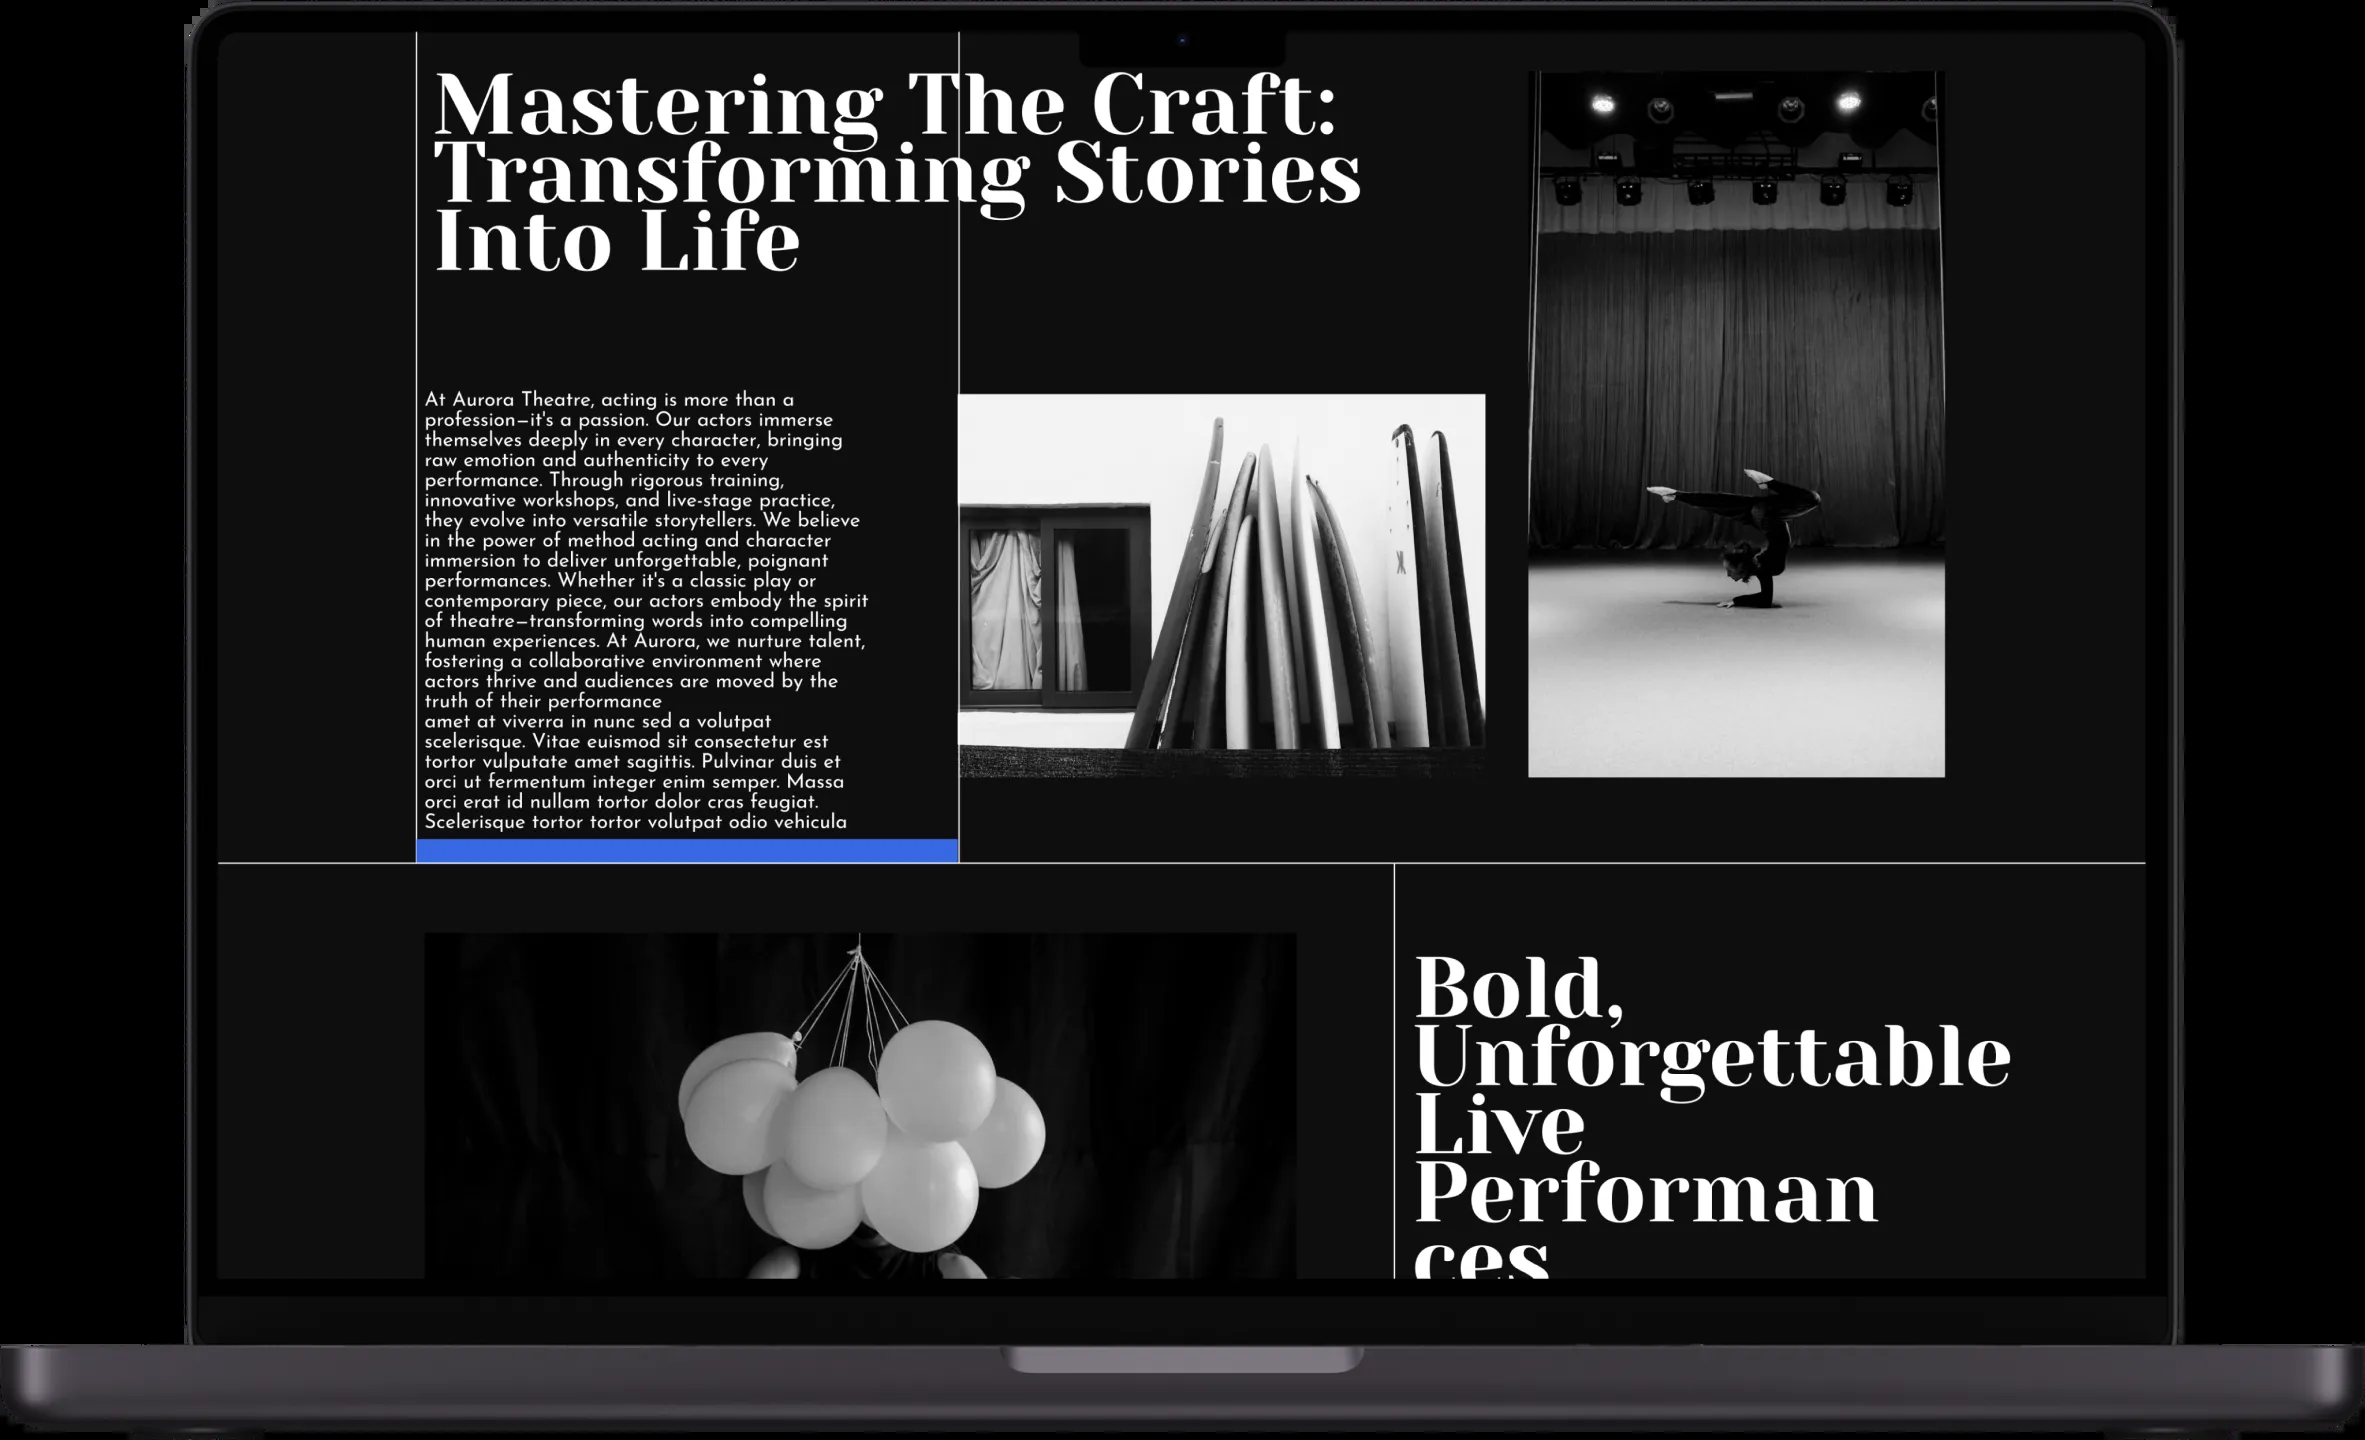 Mastering The Craft:
Transforming Stories
Into Life
At Aurora Theatre, acting is more than a
profession—it's a passion. Our actors immerse
themselves deeply in every character, bringing
raw emotion and authenticity to every
performance. Through rigorous training,
innovative workshops, and live-stage practice,
they evolve into versatile storytellers. We believe
in the power of method acting and character
immersion to deliver unforgettable, poignant
performances. Whether it's a classic play or
contemporary piece, our actors embody the spirit
of theatre—transforming words into compelling
human experiences. At Aurora, we nurture talent,
fostering a collaborative environment where
actors thrive and audiences are moved by the
truth of their performance
amet at viverra in nunc sed a volutpat
scelerisque. Vitae euismod sit consectetur est
tortor vulputate amet sagittis. Pulvinar duis et
orci ut fermentum integer enim semper. Massa
orci erat id nullam tortor dolor cras feugiat.
Scelerisque tortor tortor volutpat odio vehicula
Bold,
Unforgettable
Live
Performan
ces